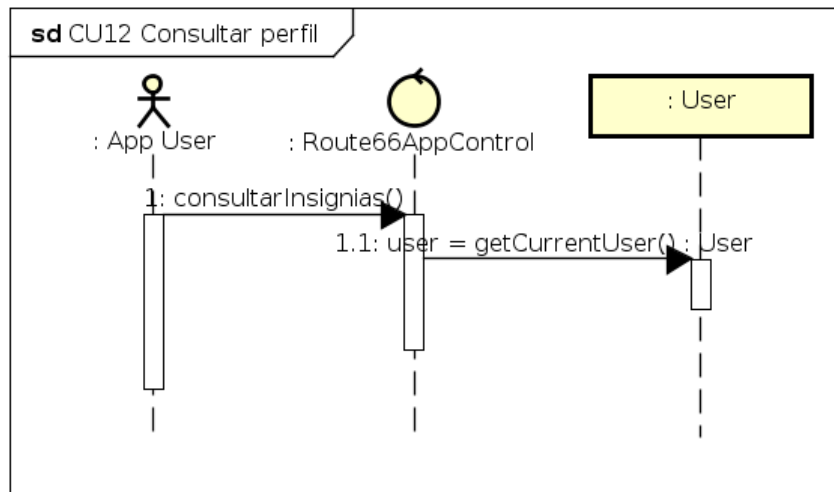 sd CU12 Consultar perfil
: App User
: Route66AppControl
: User
1: consultarInsignias()
1.1: user = getCurrentUser() : User